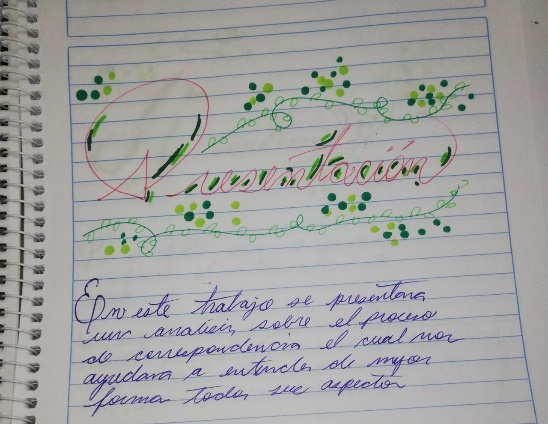 Presentación
En este trabajo se presentara
un analisis sobre el proceso
de correspondencia el cual nos
ayudara a entender de mejor
forma todos sus aspectos